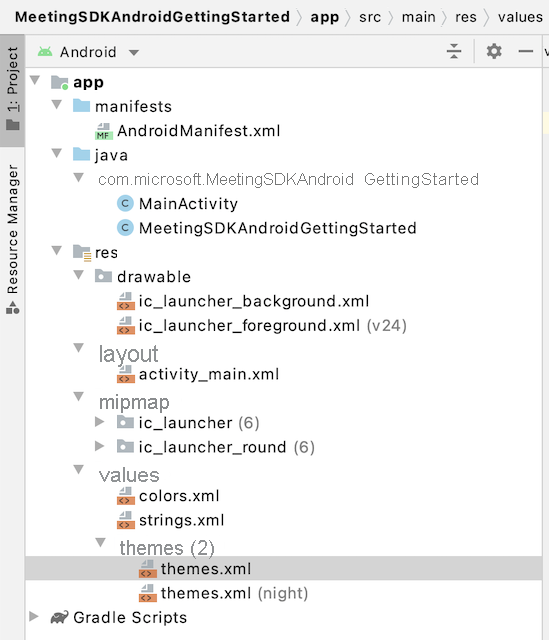 MeetingSDKAndroidGettingStarted > app > src > main > res > values
1: Project
Resource Manager
Android
app
manifests
AndroidManifest.xml
java
com.microsoft.MeetingSDKAndroid GettingStarted
MainActivity
MeetingSDKAndroidGettingStarted
res
drawable
ic_launcher_background.xml
ic_launcher_foreground.xml (v24)
layout
activity_main.xml
mipmap
ic_launcher (6)
ic_launcher_round (6)
values
colors.xml
strings.xml
themes (2)
themes.xml
themes.xml (night)
Gradle Scripts